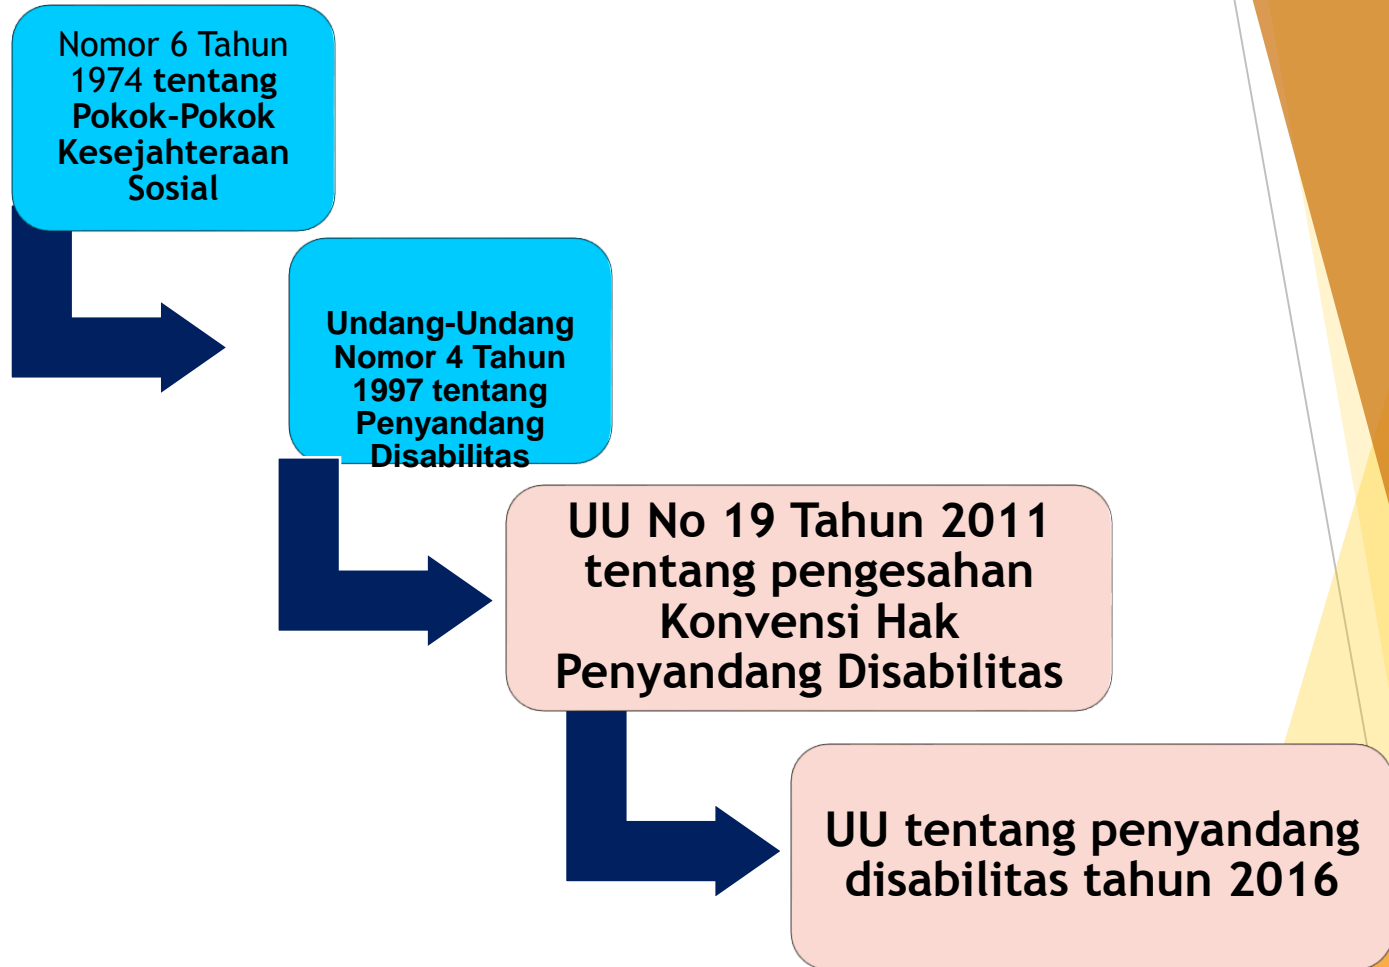 Nomor 6 Tahun
1974 tentang
Pokok-Pokok
Kesejahteraan
Sosial
Undang-Undang
Nomor 4 Tahun
1997 tentang
Penyandang
Disabilitas
UU No 19 Tahun 2011
tentang pengesahan
Konvensi Hak
Penyandang Disabilitas
UU tentang penyandang
disabilitas tahun 2016